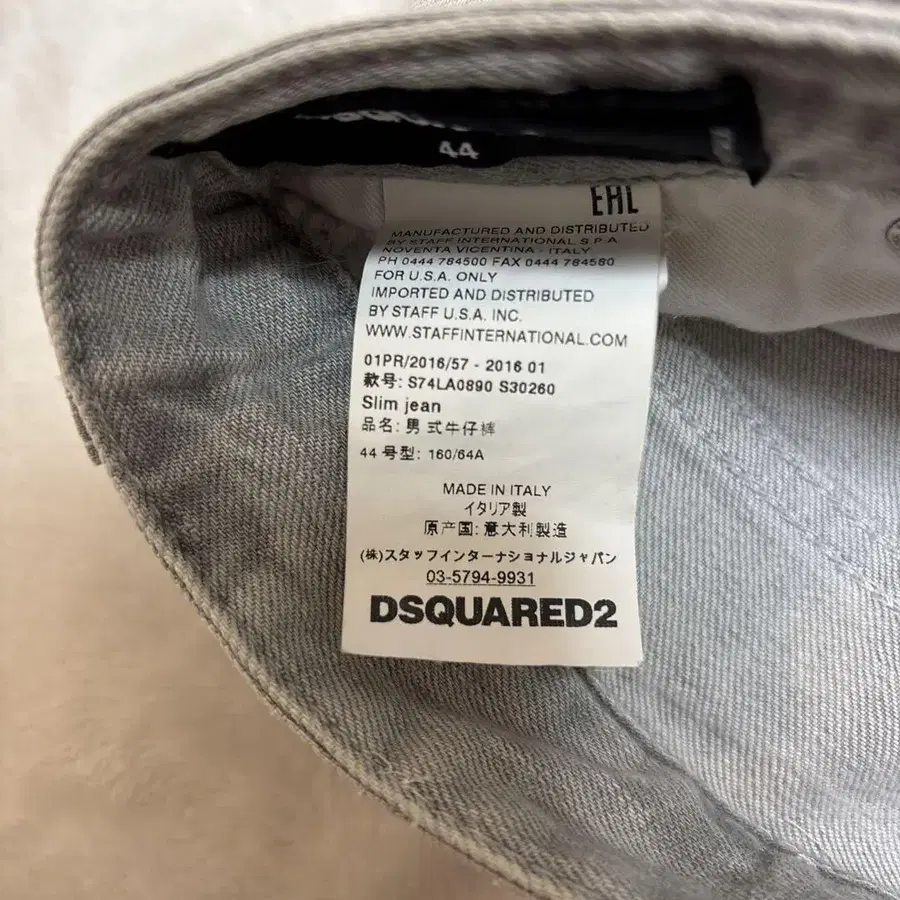 44
EAC
MANUFACTURED AND DISTRIBUTED
BY STAFF INTERNATIONAL S.P.A
NOVENTA VICENTINA - ITALY
PH 0444 784500 FAX 0444 784580
FOR U.S.A. ONLY
IMPORTED AND DISTRIBUTED
BY STAFF U.S.A. INC.
WWW.STAFFINTERNATIONAL.COM
01PR/2016/57 - 2016 01
款号: S74LA0890 S30260
Slim jean
品名: 男 式牛仔裤
44 号型: 160/64A
MADE IN ITALY
イタリア製
原产国: 意大利製造
(株)スタッフインターナショナルジャパン
03-5794-9931
DSQUARED2